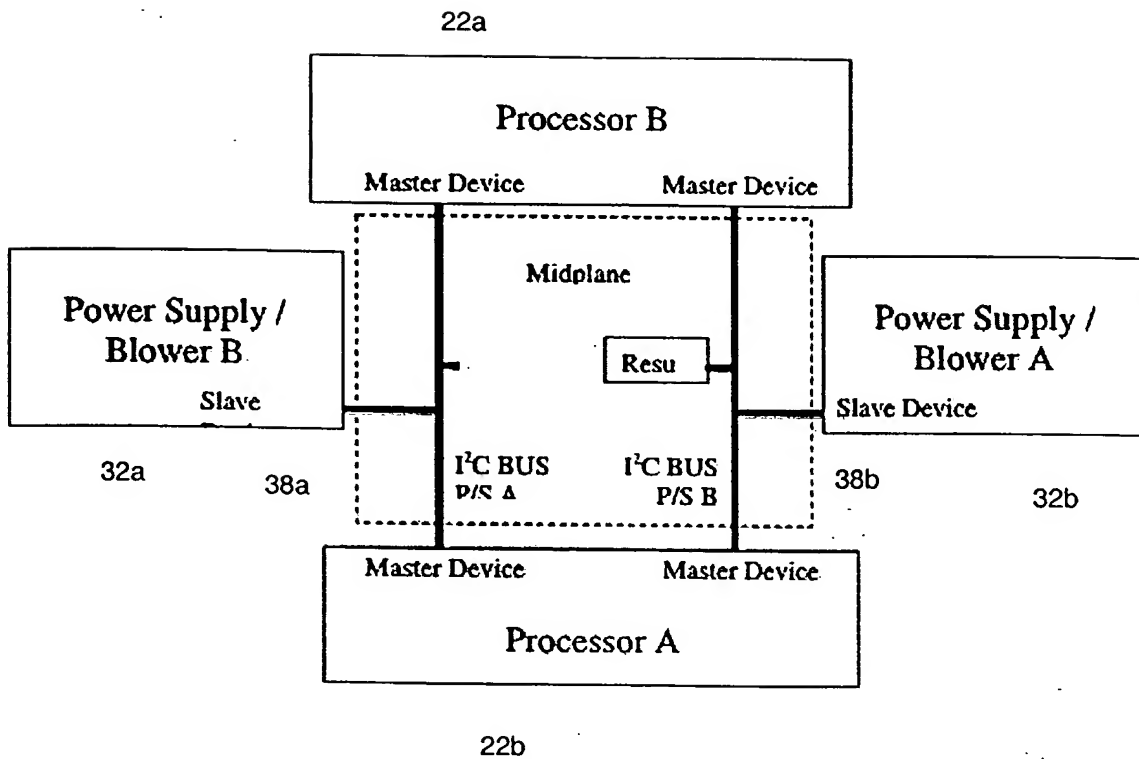 22a
Processor B
Master Device
Master Device
Midplane
Power Supply /
Blower B
Slave
Resu
Power Supply /
Blower A
Slave Device
32a
38a
I²C BUS
P/S A
I²C BUS
P/S B
38b
32b
Master Device
Master Device
Processor A
22b